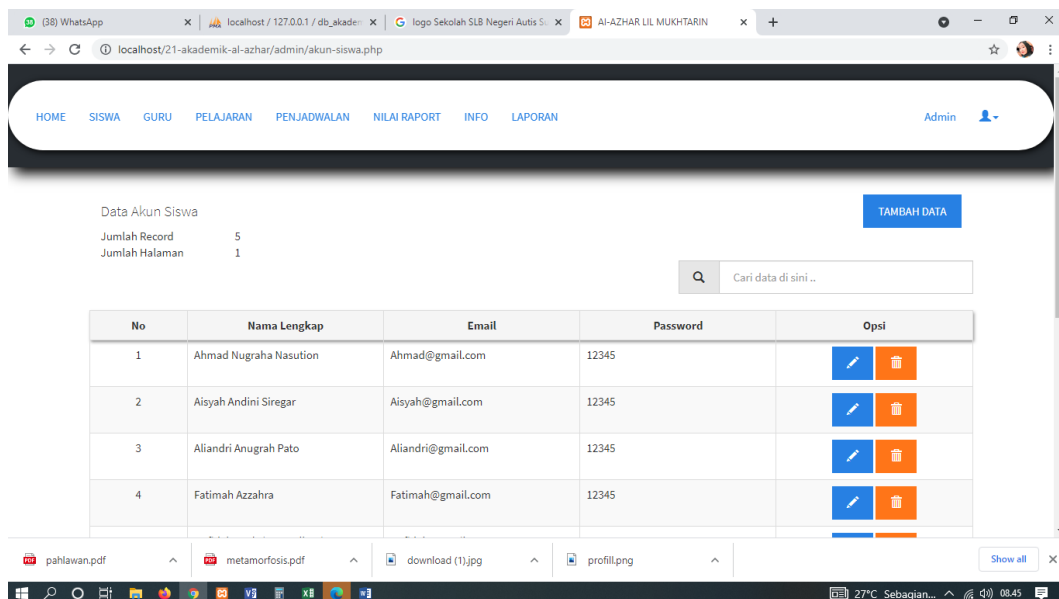 (38) WhatsApp
localhost / 127.0.0.1 / db_akadem
logo Sekolah SLB Negeri Autis Su
Al-AZHAR LIL MUKHTARIN
localhost/21-akademik-al-azhar/admin/akun-siswa.php
HOME SISWA GURU PELAJARAN PENJADWALAN NILAI RAPORT INFO LAPORAN Admin
Data Akun Siswa
TAMBAH DATA
Jumlah Record 5
Jumlah Halaman 1
Cari data di sini ..
No Nama Lengkap Email Password Opsi
1 Ahmad Nugraha Nasution Ahmad@gmail.com 12345
2 Aisyah Andini Siregar Aisyah@gmail.com 12345
3 Aliandri Anugrah Pato Aliandri@gmail.com 12345
4 Fatimah Azzahra Fatimah@gmail.com 12345
pahlawan.pdf metamorfosis.pdf download (1).jpg profill.png Show all
27°C Sebagian... 08.45